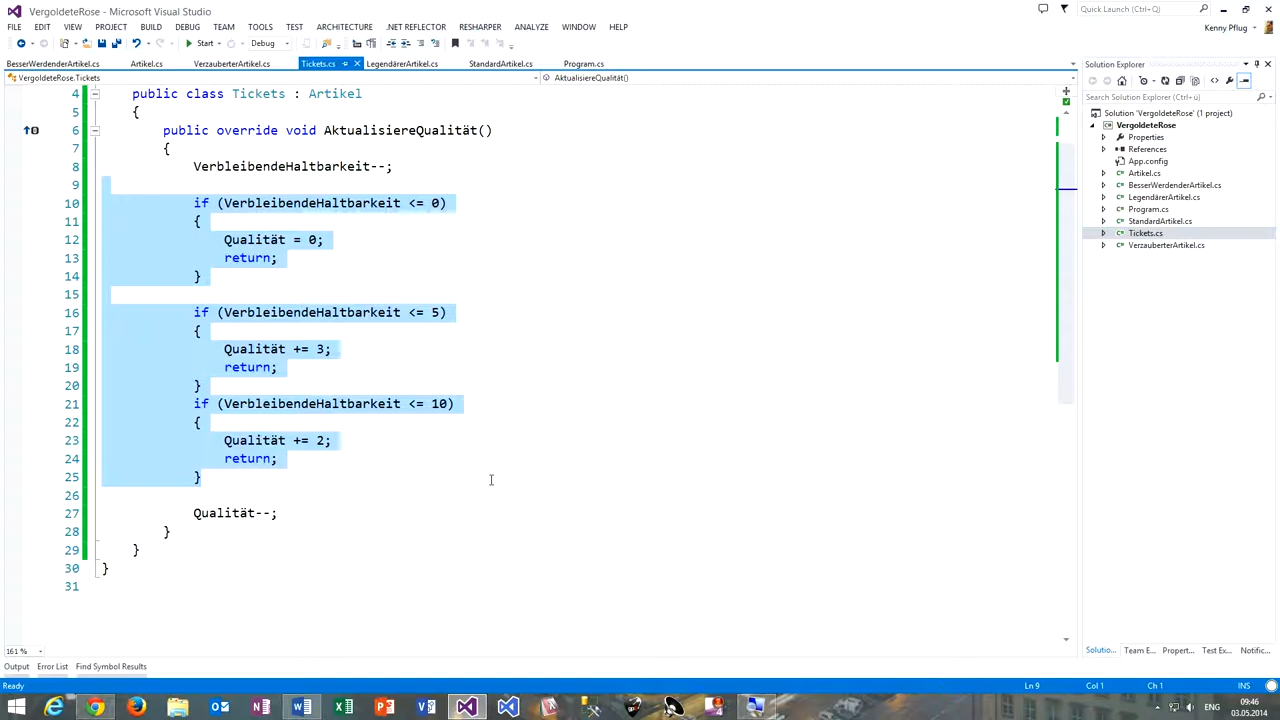 VergoldeteRose - Microsoft Visual Studio
Quick Launch (Ctrl+Q)
FILE EDIT VIEW PROJECT BUILD DEBUG TEAM TOOLS TEST ARCHITECTURE .NET REFLECTOR RESHARPER ANALYZE WINDOW HELP
Kenny Pflug
Start Debug
BesserWerdenderArtikel.cs Artikel.cs VerzauberterArtikel.cs Tickets.cs LegendärerArtikel.cs StandardArtikel.cs Program.cs
VergoldeteRose.Tickets AktualisiereQualität()
4 public class Tickets : Artikel
5 {
6 public override void AktualisiereQualität()
7 {
8 VerbleibendeHaltbarkeit--;
9
10 if (VerbleibendeHaltbarkeit <= 0)
11 {
12 Qualität = 0;
13 return;
14 }
15
16 if (VerbleibendeHaltbarkeit <= 5)
17 {
18 Qualität += 3;
19 return;
20 }
21 if (VerbleibendeHaltbarkeit <= 10)
22 {
23 Qualität += 2;
24 return;
25 }
26
27 Qualität--;
28 }
29 }
30 }
31
161 %
Solution Explorer
Search Solution Explorer (Ctrl+ü)
Solution 'VergoldeteRose' (1 project)
VergoldeteRose
Properties
References
App.config
Artikel.cs
BesserWerdenderArtikel.cs
LegendärerArtikel.cs
Program.cs
StandardArtikel.cs
Tickets.cs
VerzauberterArtikel.cs
Solutio... Team E... Propert... Test Ex... Notific...
Output Error List Find Symbol Results
Ready Ln 9 Col 1 Ch 1 INS
ENG
09:46
03.05.2014